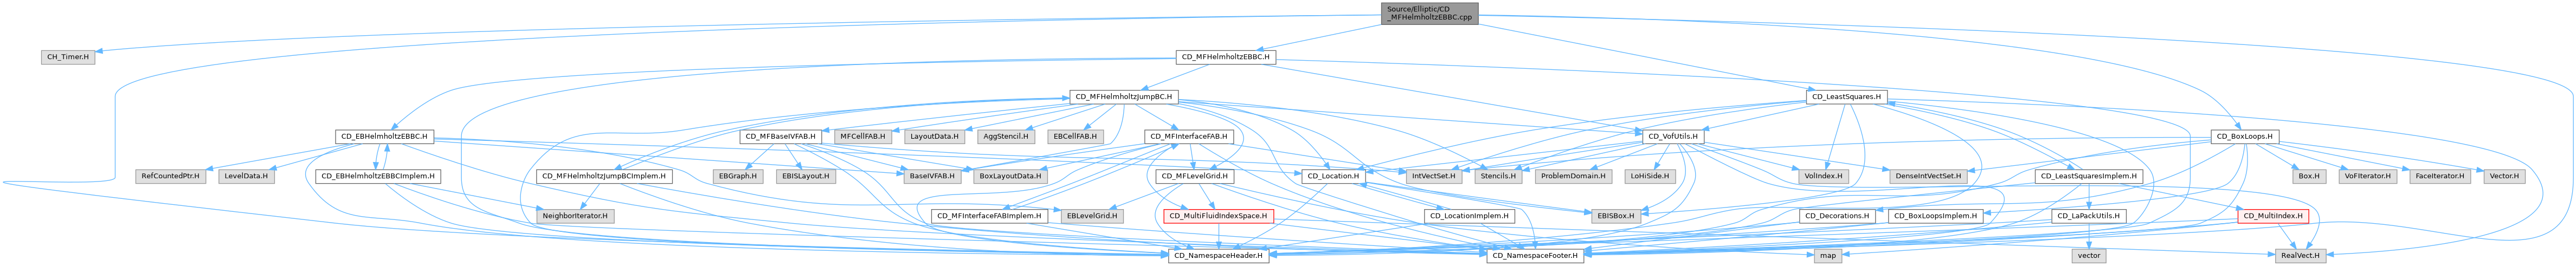 Source/Elliptic/CD
_MFHelmholtzEBBC.cpp
CH_Timer.H
CD_MFHelmholtzEBBC.H
CD_MFHelmholtzJumpBC.H
CD_LeastSquares.H
CD_EBHelmholtzEBBC.H
CD_MFBaseIVFAB.H
MFCellFAB.H
LayoutData.H
AggStencil.H
EBCellFAB.H
CD_MFInterfaceFAB.H
CD_VofUtils.H
CD_BoxLoops.H
RefCountedPtr.H
LevelData.H
CD_EBHelmholtzEBBCImplem.H
CD_MFHelmholtzJumpBCImplem.H
EBGraph.H
EBISLayout.H
BaseIVFAB.H
BoxLayoutData.H
CD_MFLevelGrid.H
CD_Location.H
IntVectSet.H
Stencils.H
ProblemDomain.H
LoHiSide.H
VolIndex.H
DenseIntVectSet.H
CD_LeastSquaresImplem.H
Box.H
VoFIterator.H
FaceIterator.H
Vector.H
NeighborIterator.H
EBLevelGrid.H
CD_MFInterfaceFABImplem.H
CD_MultiFluidIndexSpace.H
CD_LocationImplem.H
EBISBox.H
CD_Decorations.H
CD_BoxLoopsImplem.H
CD_LaPackUtils.H
CD_MultiIndex.H
CD_NamespaceHeader.H
CD_NamespaceFooter.H
map
vector
RealVect.H